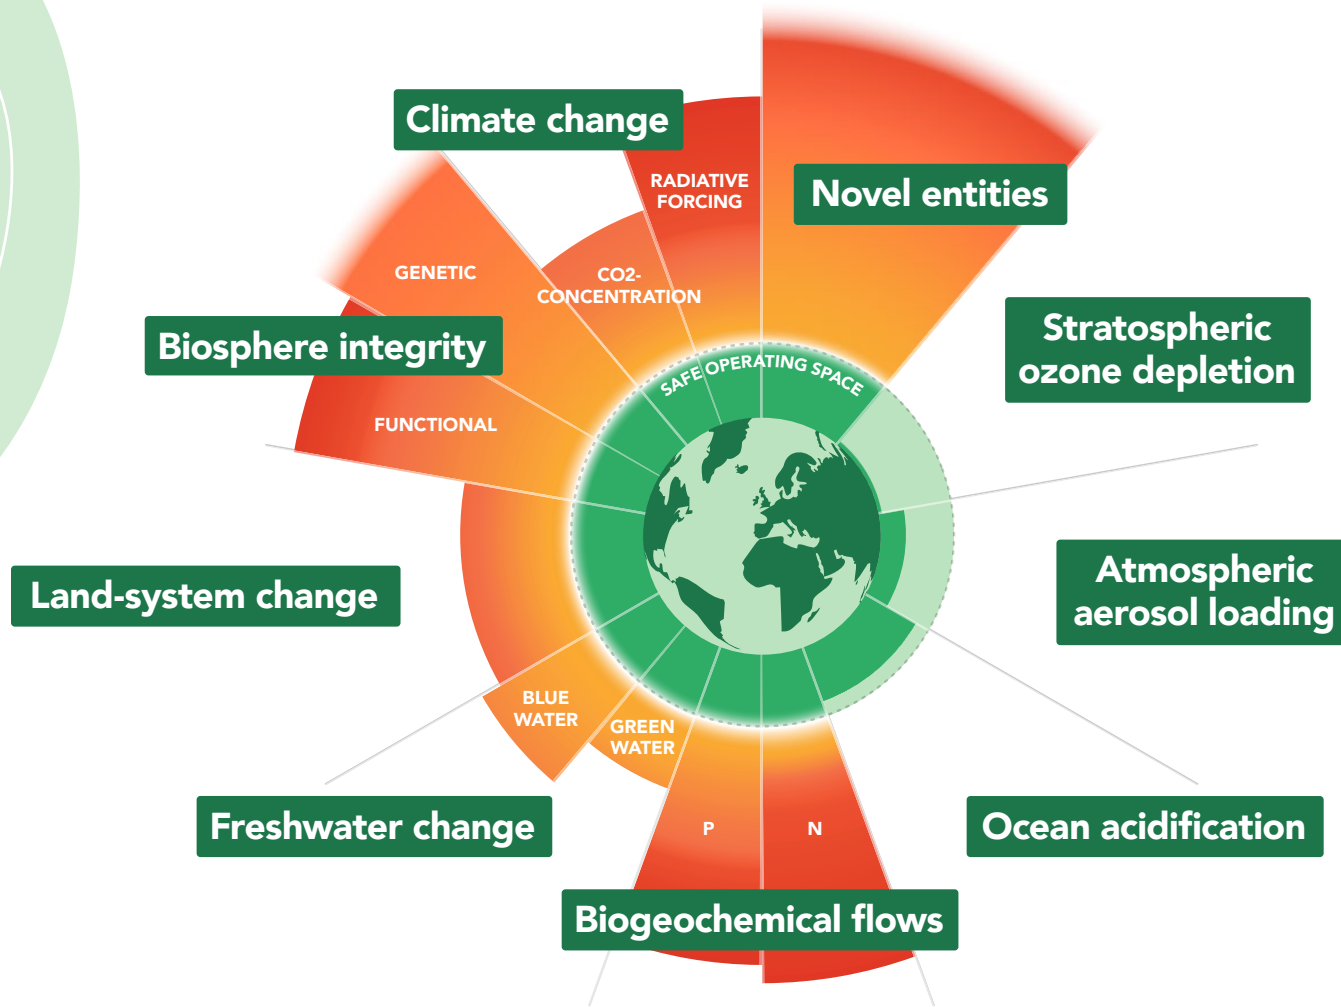 Climate change
RADIATIVE
FORCING
Novel entities
GENETIC
CO2-
CONCENTRATION
Biosphere integrity
Stratospheric
ozone depletion
SAFE OPERATING SPACE
FUNCTIONAL
Land-system change
Atmospheric
aerosol loading
BLUE
WATER
GREEN
WATER
Freshwater change
P
N
Ocean acidification
Biogeochemical flows